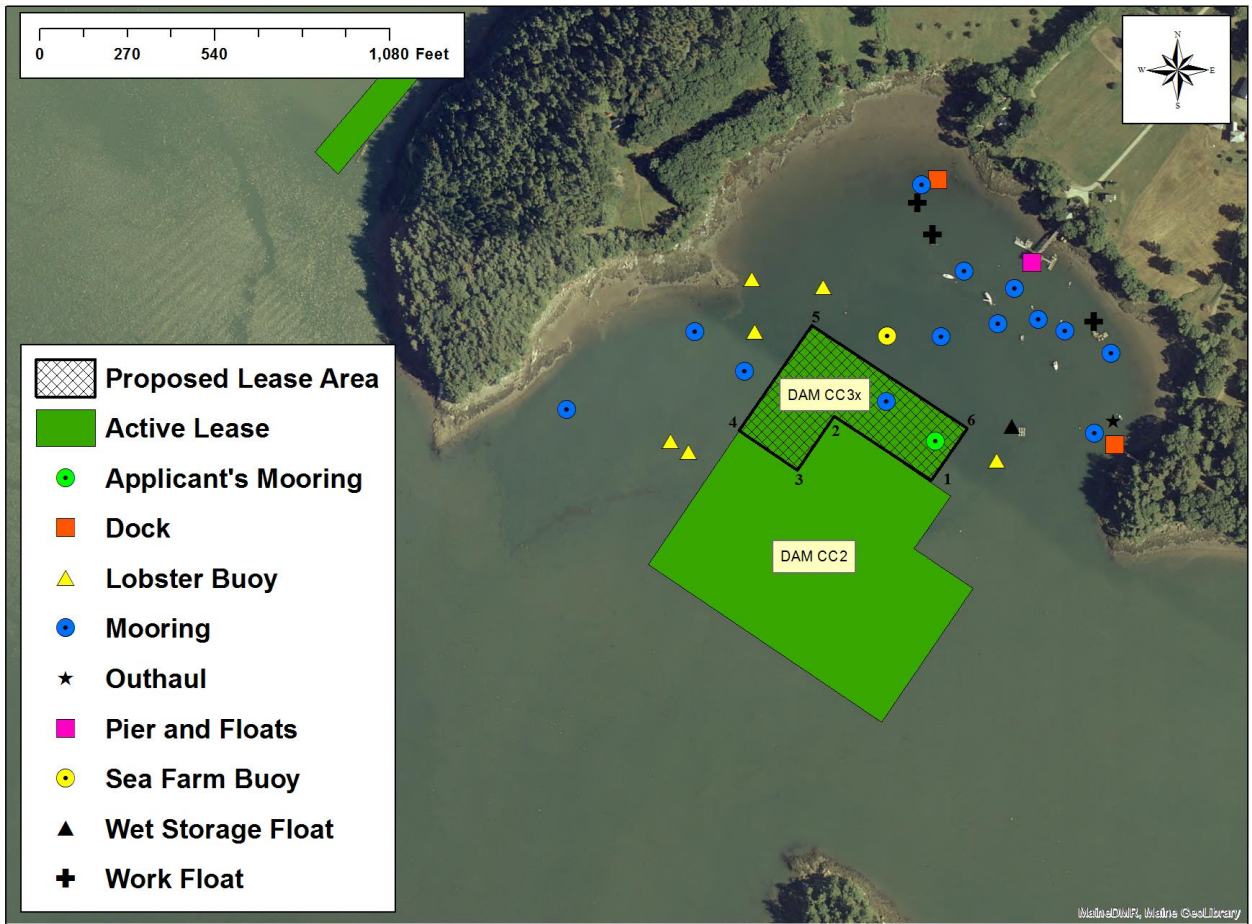 0 270 540 1,080 Feet
N
W E
S
5
DAM CC3x
4 2 6
3 1
DAM CC2
Proposed Lease Area
Active Lease
Applicant's Mooring
Dock
Lobster Buoy
Mooring
Outhaul
Pier and Floats
Sea Farm Buoy
Wet Storage Float
Work Float
MaineDMR, Maine GeoLibrary